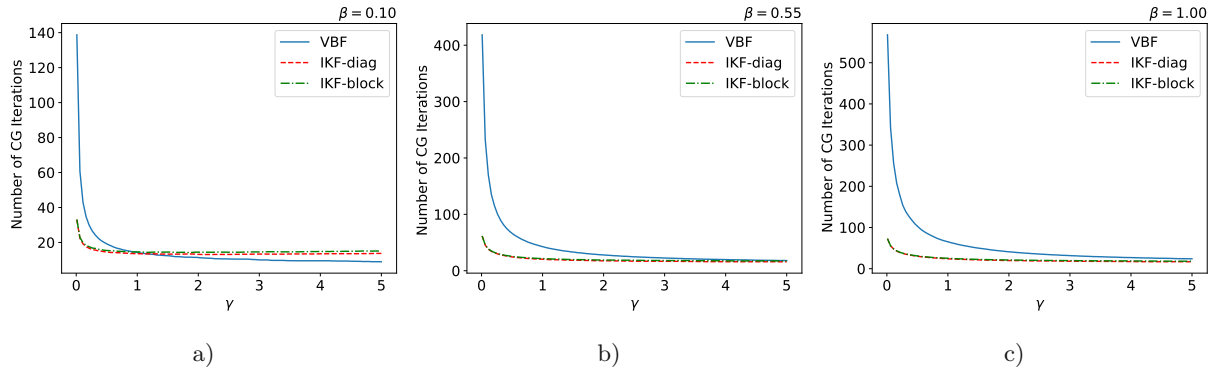 β = 0.10
Number of CG Iterations
140
120
100
80
60
40
20
0 1 2 3 4 5
γ
VBF
IKF-diag
IKF-block
a)
β = 0.55
Number of CG Iterations
400
300
200
100
0
0 1 2 3 4 5
γ
VBF
IKF-diag
IKF-block
b)
β = 1.00
Number of CG Iterations
500
400
300
200
100
0
0 1 2 3 4 5
γ
VBF
IKF-diag
IKF-block
c)